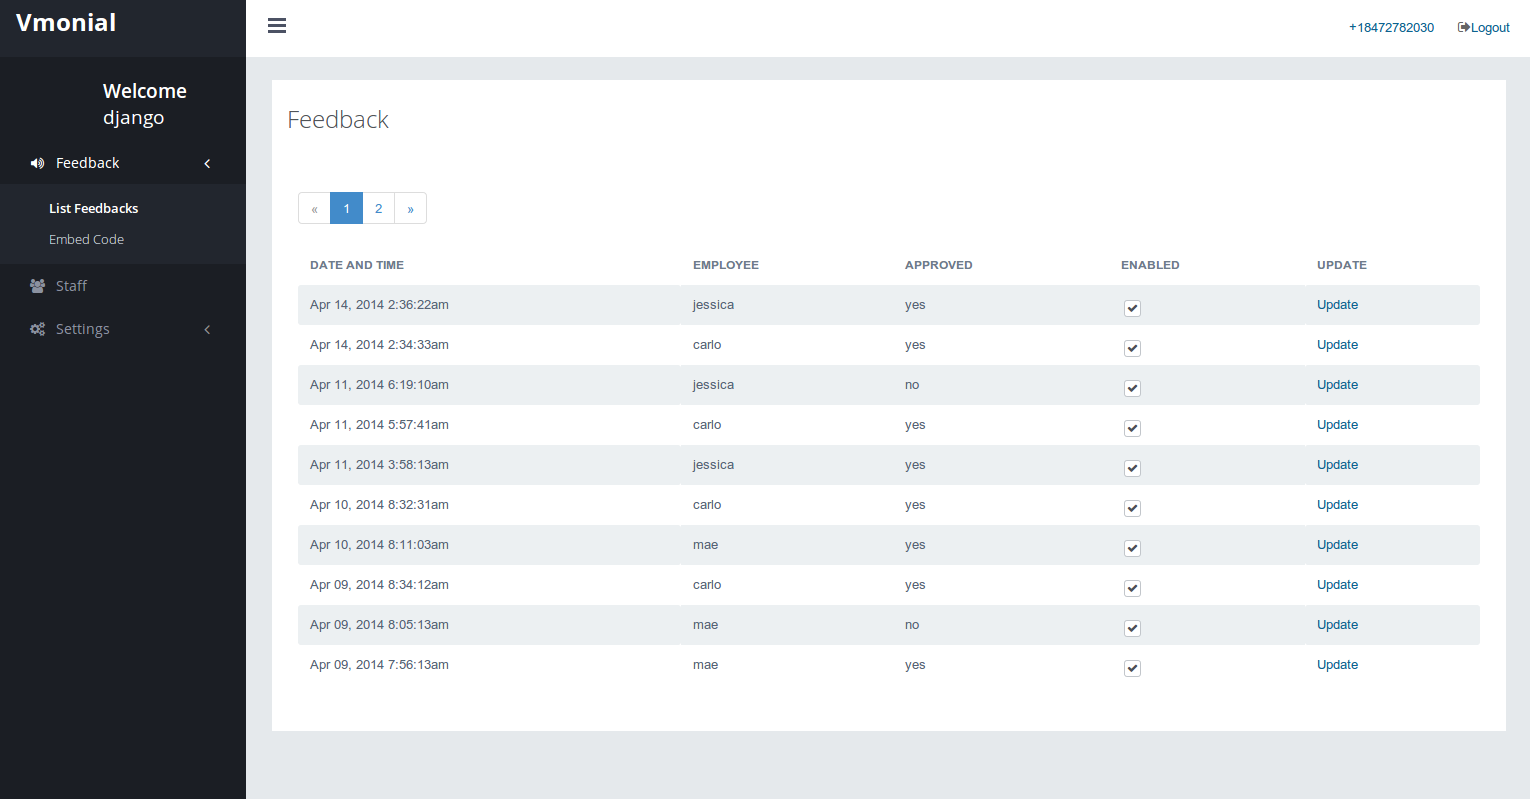 Vmonial
+18472782030 Logout
Welcome
django
Feedback
List Feedbacks
Embed Code
Staff
Settings
Feedback
« 1 2 »
DATE AND TIME EMPLOYEE APPROVED ENABLED UPDATE
Apr 14, 2014 2:36:22am jessica yes Update
Apr 14, 2014 2:34:33am carlo yes Update
Apr 11, 2014 6:19:10am jessica no Update
Apr 11, 2014 5:57:41am carlo yes Update
Apr 11, 2014 3:58:13am jessica yes Update
Apr 10, 2014 8:32:31am carlo yes Update
Apr 10, 2014 8:11:03am mae yes Update
Apr 09, 2014 8:34:12am carlo yes Update
Apr 09, 2014 8:05:13am mae no Update
Apr 09, 2014 7:56:13am mae yes Update